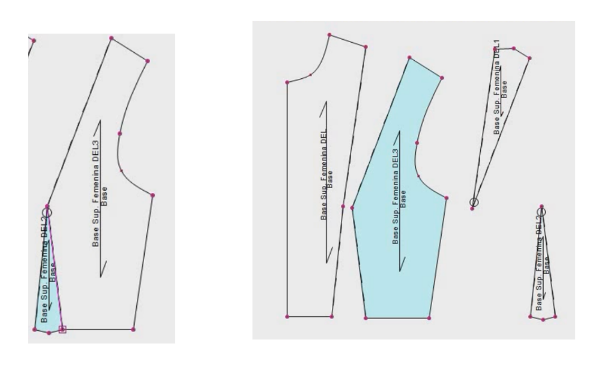 Base Sup. Femenina DEL3
Base
Base Sup. Femenina DEL2
Base
Base Sup. Femenina DEL
Base
Base Sup. Femenina DEL3
Base
Base Sup. Femenina DEL1
Base
Base Sup. Femenina DEL2
Base